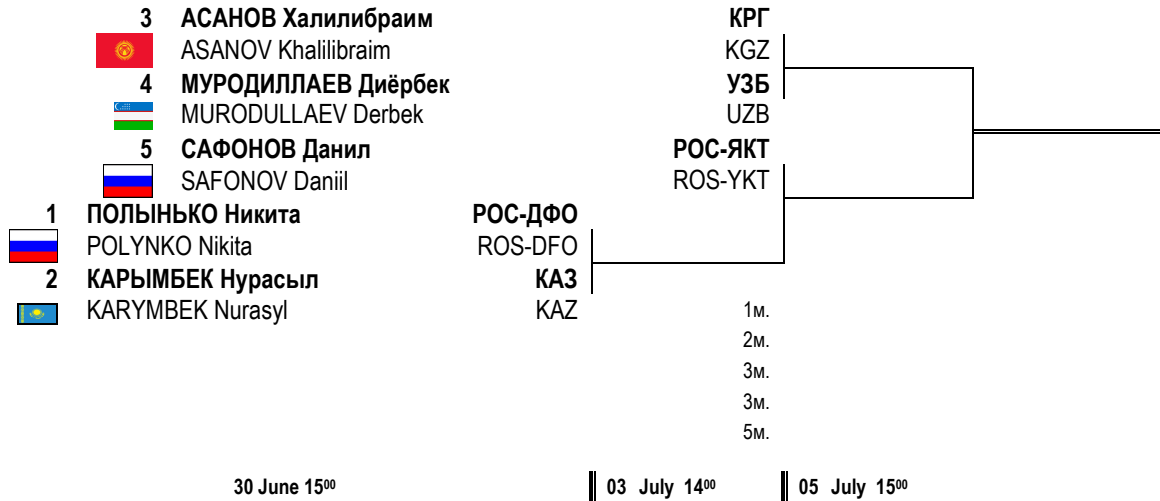 3 АСАНОВ Халилибраим КРГ
ASANOV Khalilibraim KGZ
4 МУРОДИЛЛАЕВ Диёрбек УЗБ
MURODULLAEV Derbek UZB
5 САФОНОВ Данил РОС-ЯКТ
SAFONOV Daniil ROS-YKT
1 ПОЛЫНЬКО Никита РОС-ДФО
POLYNKO Nikita ROS-DFO
2 КАРЫМБЕК Нурасыл КАЗ
KARYMBEK Nurasyl KAZ
1м.
2м.
3м.
3м.
5м.
30 June 15⁰⁰ 03 July 14⁰⁰ 05 July 15⁰⁰